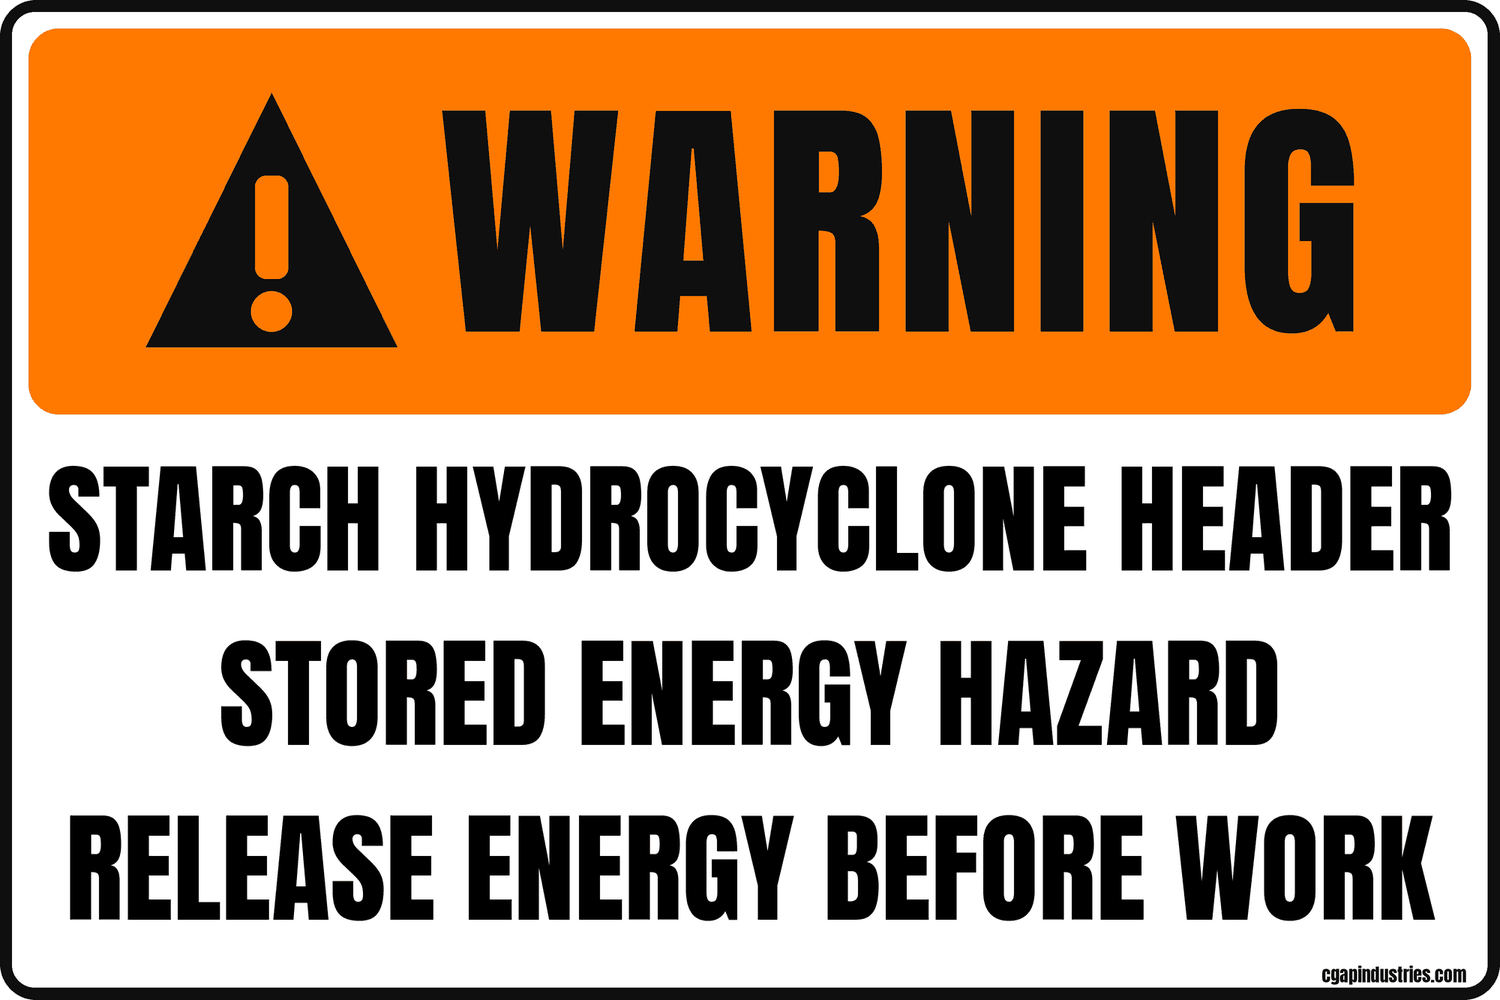 WARNING
STARCH HYDROCYCLONE HEADER
STORED ENERGY HAZARD
RELEASE ENERGY BEFORE WORK
cgapindustries.com